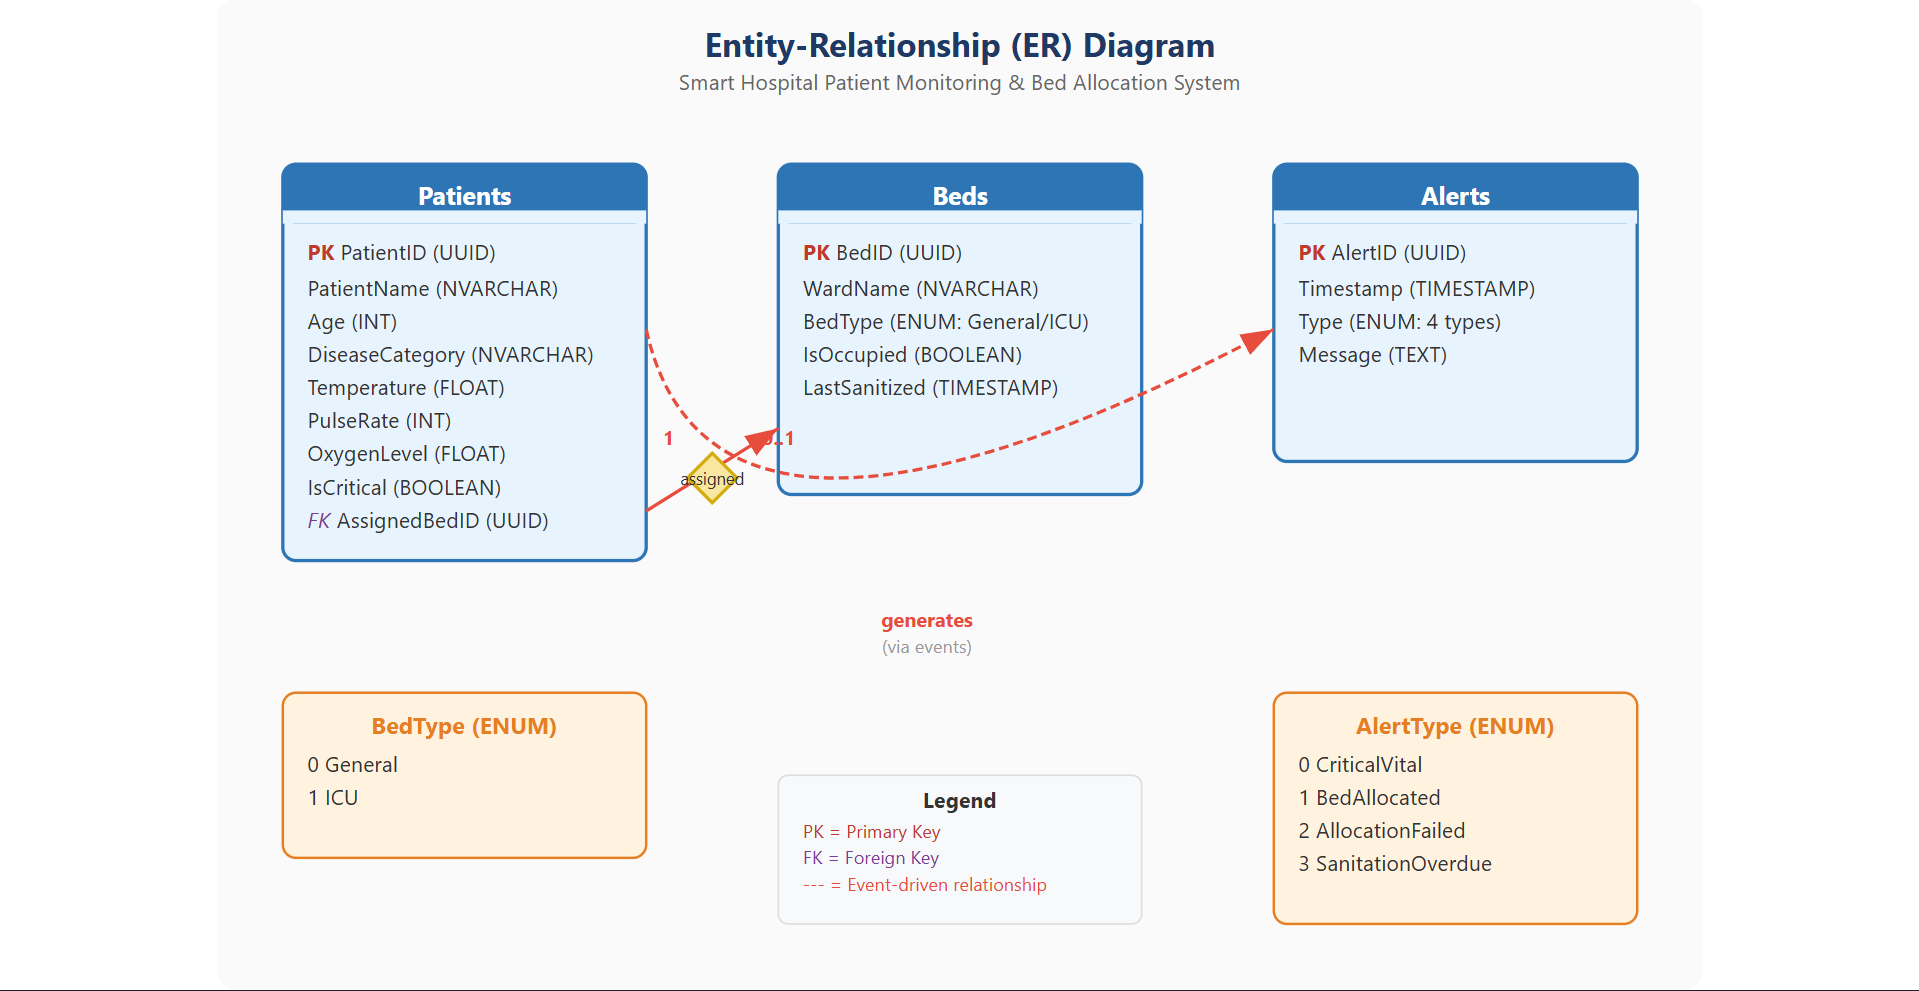 Entity-Relationship (ER) Diagram
Smart Hospital Patient Monitoring & Bed Allocation System
Patients
PK PatientID (UUID)
PatientName (NVARCHAR)
Age (INT)
DiseaseCategory (NVARCHAR)
Temperature (FLOAT)
PulseRate (INT)
OxygenLevel (FLOAT)
IsCritical (BOOLEAN)
FK AssignedBedID (UUID)
1
assigned
0..1
Beds
PK BedID (UUID)
WardName (NVARCHAR)
BedType (ENUM: General/ICU)
IsOccupied (BOOLEAN)
LastSanitized (TIMESTAMP)
Alerts
PK AlertID (UUID)
Timestamp (TIMESTAMP)
Type (ENUM: 4 types)
Message (TEXT)
generates
(via events)
BedType (ENUM)
0 General
1 ICU
Legend
PK = Primary Key
FK = Foreign Key
--- = Event-driven relationship
AlertType (ENUM)
0 CriticalVital
1 BedAllocated
2 AllocationFailed
3 SanitationOverdue